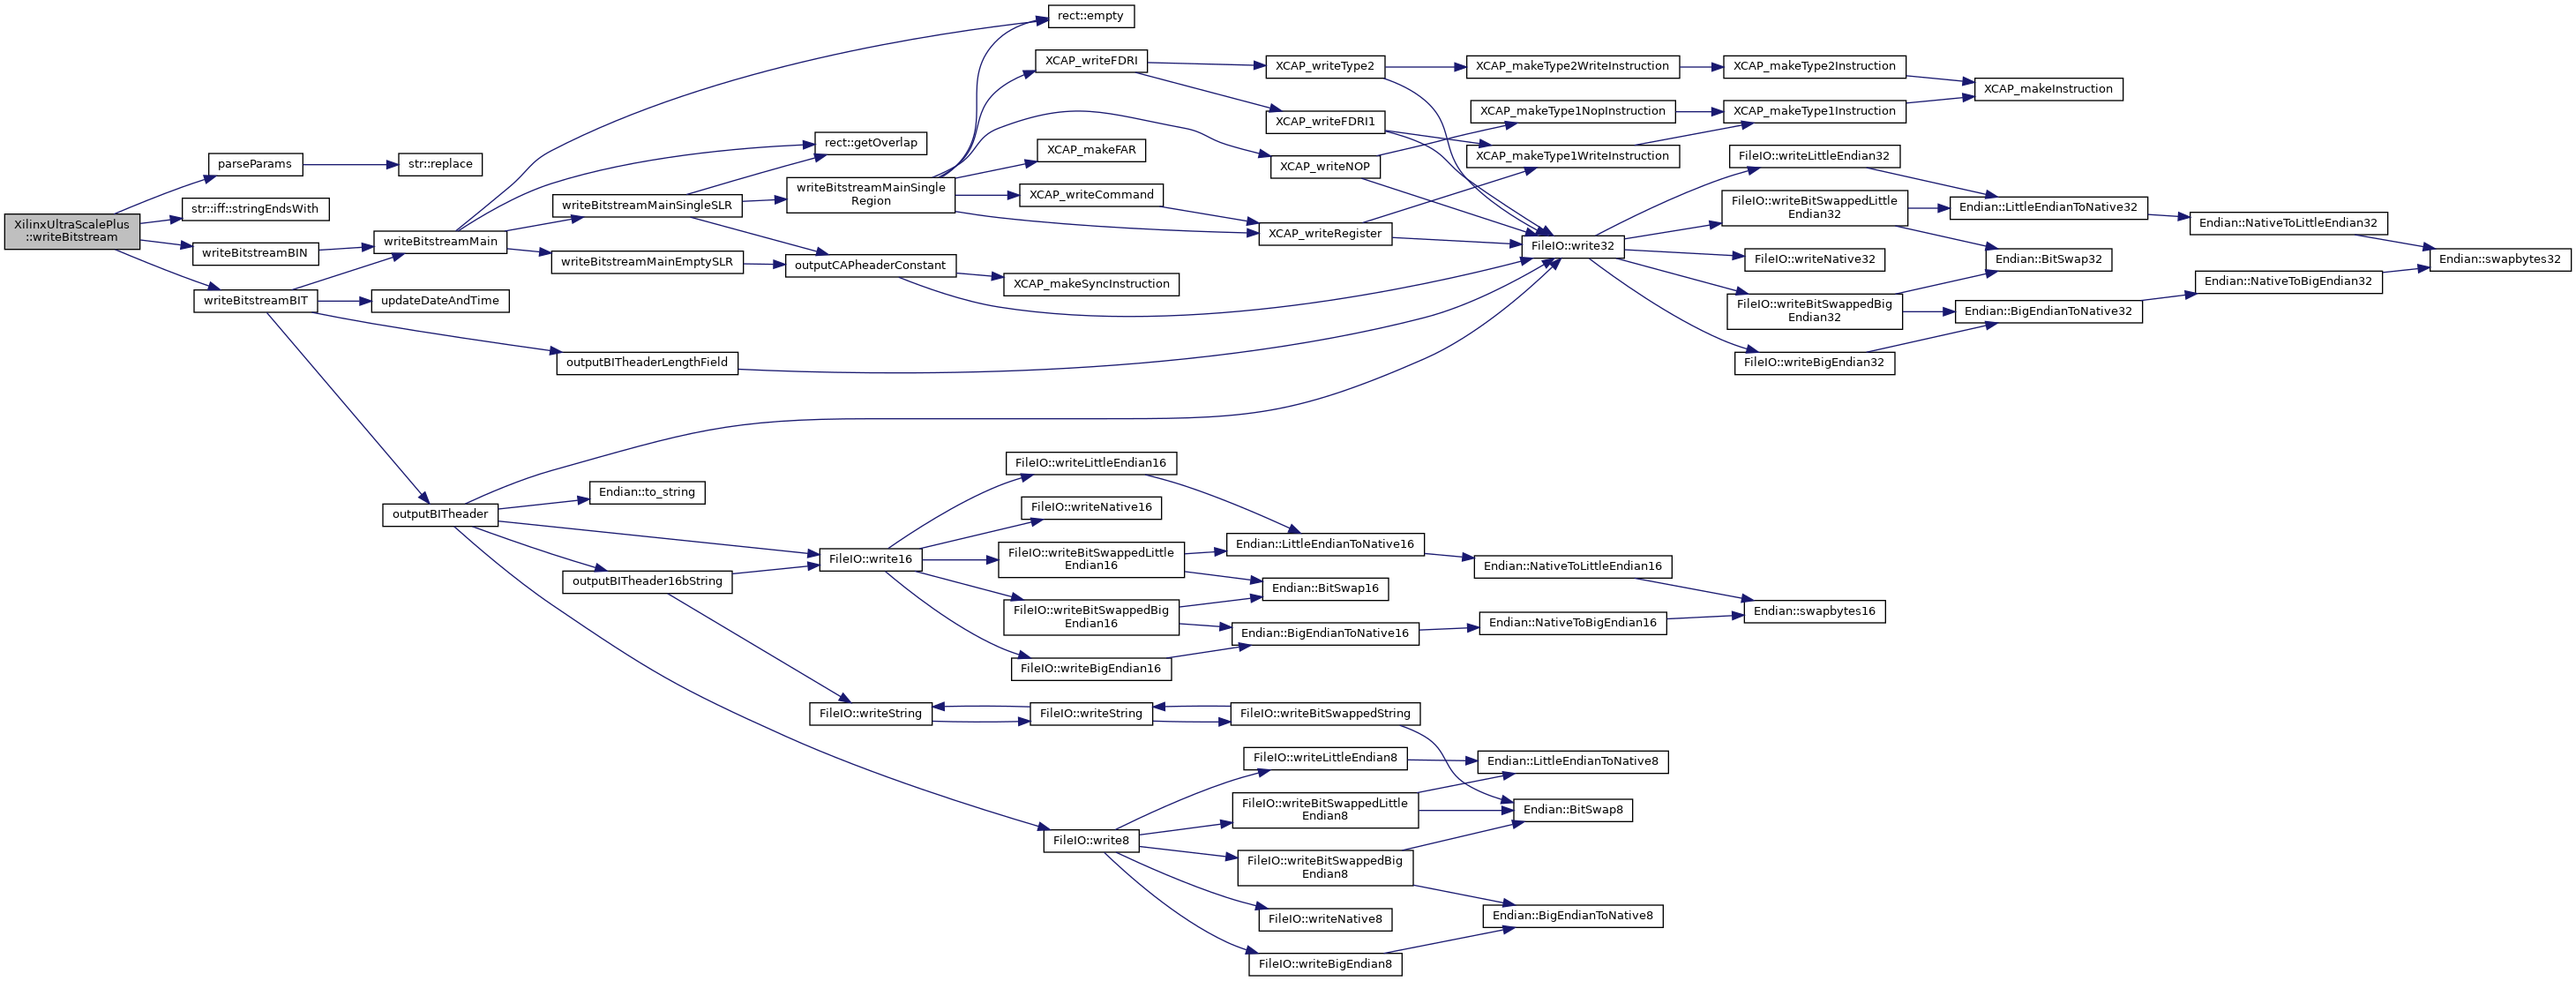 XilinxUltraScalePlus
::writeBitstream
parseParams
str::replace
str::iff::stringEndsWith
writeBitstreamBIN
writeBitstreamBIT
writeBitstreamMain
updateDateAndTime
rect::empty
rect::getOverlap
writeBitstreamMainSingleSLR
writeBitstreamMainEmptySLR
writeBitstreamMainSingle
Region
outputCAPheaderConstant
outputBITheaderLengthField
XCAP_writeFDRI
XCAP_makeFAR
XCAP_writeCommand
XCAP_makeSyncInstruction
XCAP_writeType2
XCAP_writeFDRI1
XCAP_writeNOP
XCAP_writeRegister
XCAP_makeType2WriteInstruction
XCAP_makeType1NopInstruction
XCAP_makeType1WriteInstruction
XCAP_makeType2Instruction
XCAP_makeType1Instruction
XCAP_makeInstruction
FileIO::write32
FileIO::writeLittleEndian32
FileIO::writeBitSwappedLittle
Endian32
FileIO::writeNative32
FileIO::writeBitSwappedBig
Endian32
FileIO::writeBigEndian32
Endian::LittleEndianToNative32
Endian::BitSwap32
Endian::BigEndianToNative32
Endian::NativeToLittleEndian32
Endian::NativeToBigEndian32
Endian::swapbytes32
outputBITheader
Endian::to_string
outputBITheader16bString
FileIO::write16
FileIO::writeLittleEndian16
FileIO::writeNative16
FileIO::writeBitSwappedLittle
Endian16
FileIO::writeBitSwappedBig
Endian16
FileIO::writeBigEndian16
Endian::LittleEndianToNative16
Endian::BitSwap16
Endian::BigEndianToNative16
Endian::NativeToLittleEndian16
Endian::NativeToBigEndian16
Endian::swapbytes16
FileIO::writeString
FileIO::writeString
FileIO::writeBitSwappedString
FileIO::write8
FileIO::writeLittleEndian8
FileIO::writeBitSwappedLittle
Endian8
FileIO::writeBitSwappedBig
Endian8
FileIO::writeNative8
FileIO::writeBigEndian8
Endian::LittleEndianToNative8
Endian::BitSwap8
Endian::BigEndianToNative8